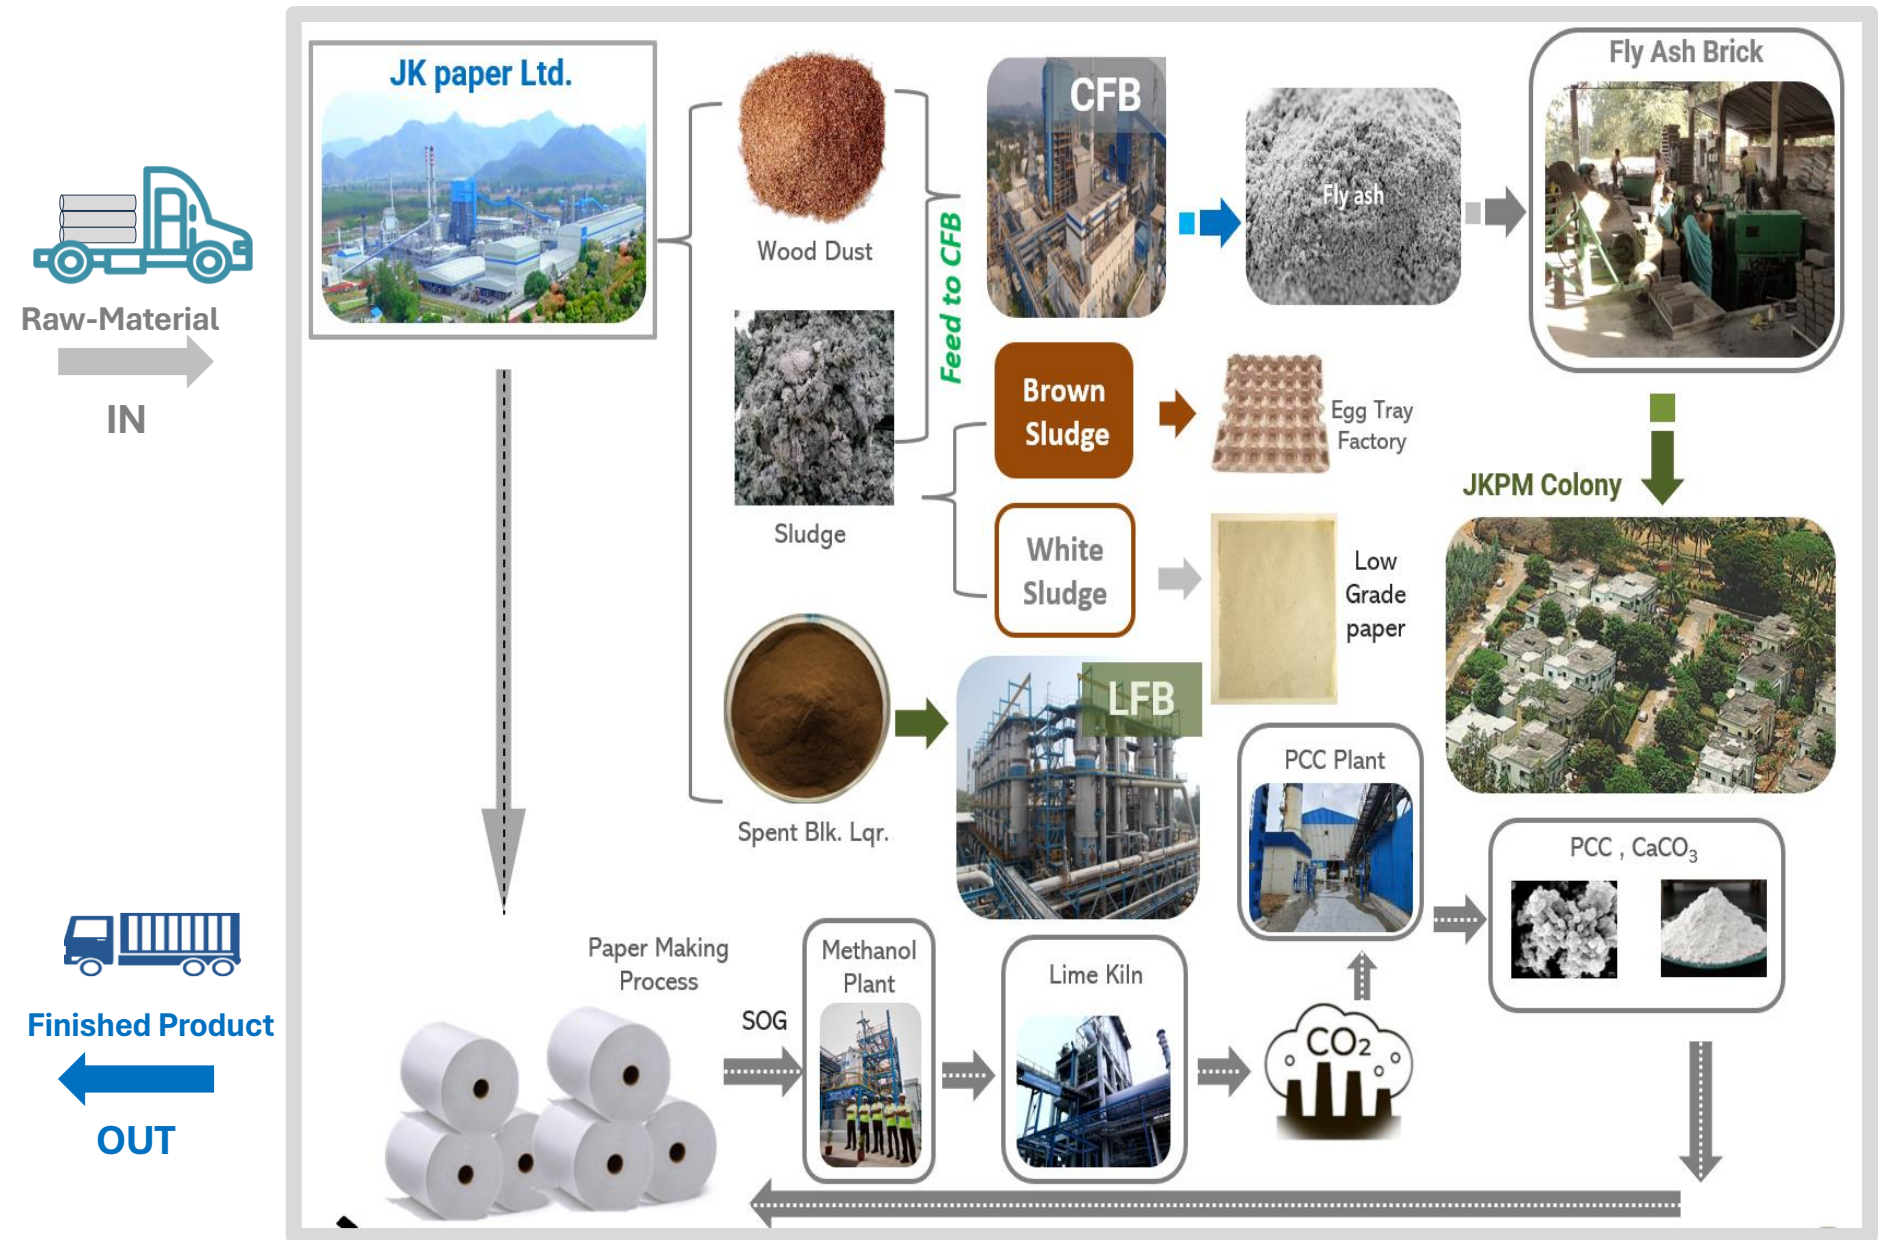 JK paper Ltd.
Raw-Material
IN
Wood Dust
Sludge
Spent Blk. Lqr.
Feed to CFB
CFB
Fly ash
Fly Ash Brick
Brown
Sludge
Egg Tray
Factory
White
Sludge
Low
Grade
paper
JKPM Colony
LFB
PCC Plant
PCC , CaCO₃
Finished Product
OUT
Paper Making
Process
SOG
Methanol
Plant
Lime Kiln
CO₂